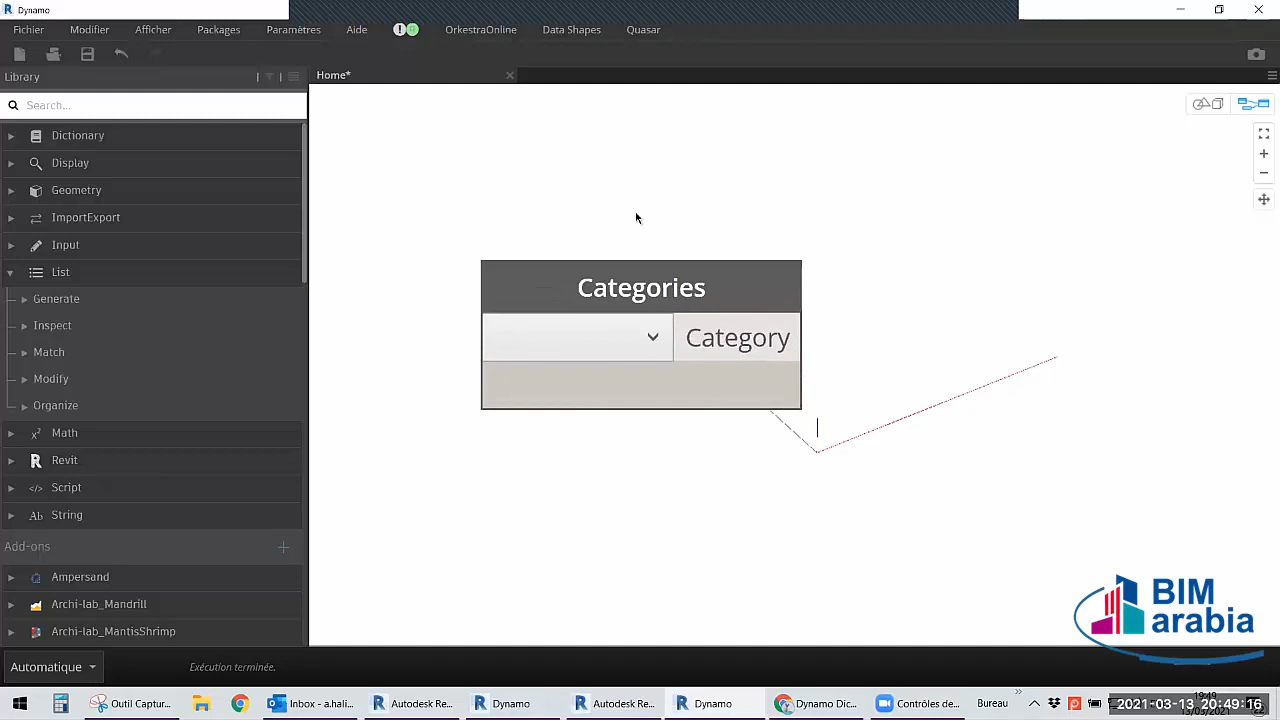 Dynamo
Fichier Modifier Afficher Packages Paramètres Aide OrkestraOnline Data Shapes Quasar
Library
Home*
Search...
Dictionary
Display
Geometry
ImportExport
Input
List
Generate
Inspect
Match
Modify
Organize
Math
Revit
Script
String
Add-ons
Ampersand
Archi-lab_Mandrill
Archi-lab_MantisShrimp
Categories
Category
BIM
arabia
Automatique
Exécution terminée.
Outil Captur...
Inbox - a.hali...
Autodesk Re...
Dynamo
Autodesk Re...
Dynamo
Dynamo Dic...
Contrôles de...
Bureau
19:49
2021-03-13 20:49:16